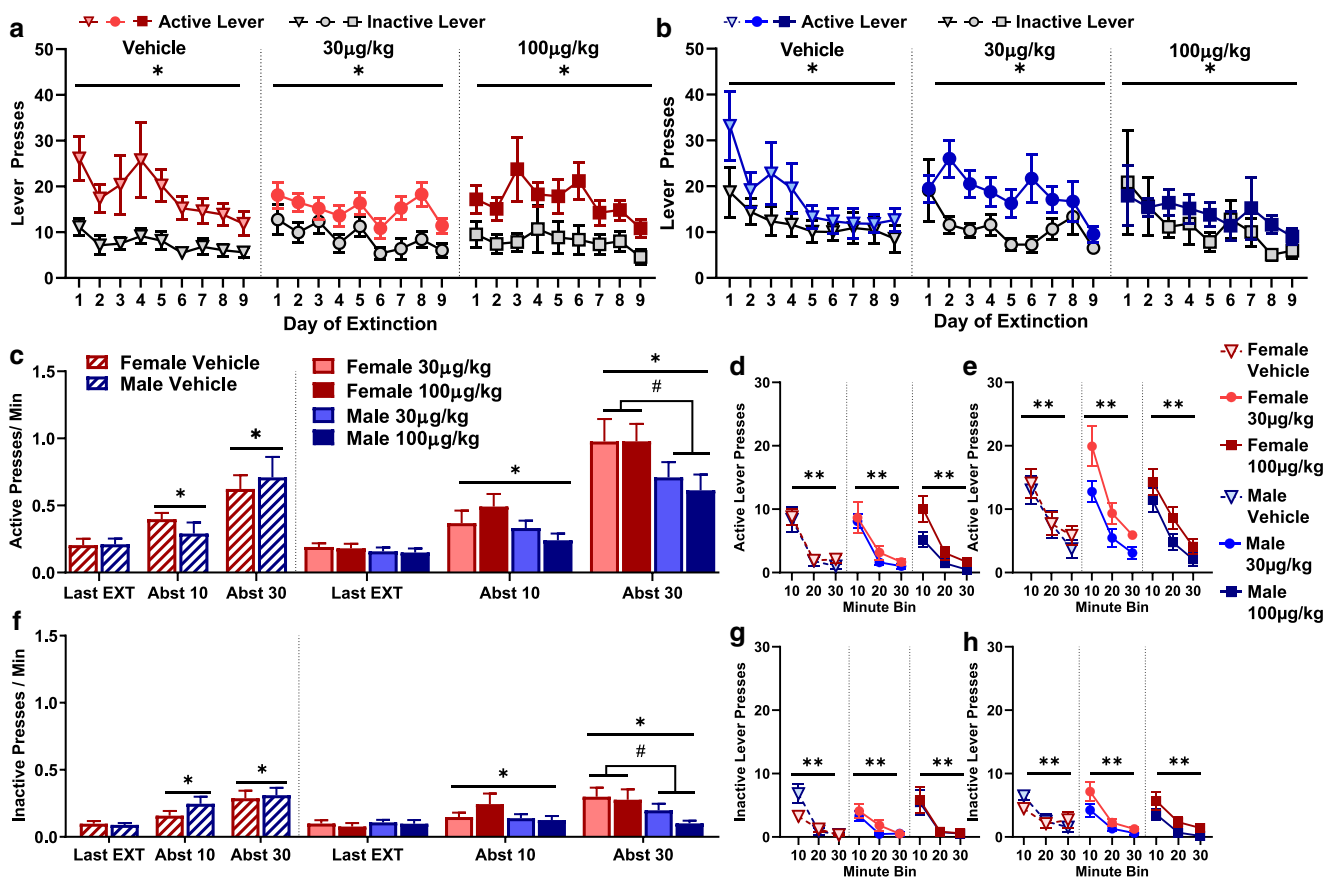 Active Lever Inactive Lever
a
Vehicle 30µg/kg 100µg/kg
* * *
50
40
30
20
10
0
Lever Presses
1 2 3 4 5 6 7 8 9 1 2 3 4 5 6 7 8 9 1 2 3 4 5 6 7 8 9
Day of Extinction
Active Lever Inactive Lever
b
Vehicle 30µg/kg 100µg/kg
* * *
50
40
30
20
10
0
Lever Presses
1 2 3 4 5 6 7 8 9 1 2 3 4 5 6 7 8 9 1 2 3 4 5 6 7 8 9
Day of Extinction
c
Female Vehicle
Male Vehicle
Female 30µg/kg
Female 100µg/kg
Male 30µg/kg
Male 100µg/kg
1.5
1.0
0.5
0.0
Active Presses/ Min
* * * *
#
Last EXT Abst 10 Abst 30 Last EXT Abst 10 Abst 30
d
30
20
10
0
Active Lever Presses
** ** **
10 20 30 10 20 30 10 20 30
Minute Bin
e
30
20
10
0
Active Lever Presses
** ** **
10 20 30 10 20 30 10 20 30
Minute Bin
Female
Vehicle
Female
30µg/kg
Female
100µg/kg
Male
Vehicle
Male
30µg/kg
Male
100µg/kg
f
1.5
1.0
0.5
0.0
Inactive Presses / Min
* * * *
#
Last EXT Abst 10 Abst 30 Last EXT Abst 10 Abst 30
g
30
20
10
0
Inactive Lever Presses
** ** **
10 20 30 10 20 30 10 20 30
Minute Bin
h
30
20
10
0
Inactive Lever Presses
** ** **
10 20 30 10 20 30 10 20 30
Minute Bin